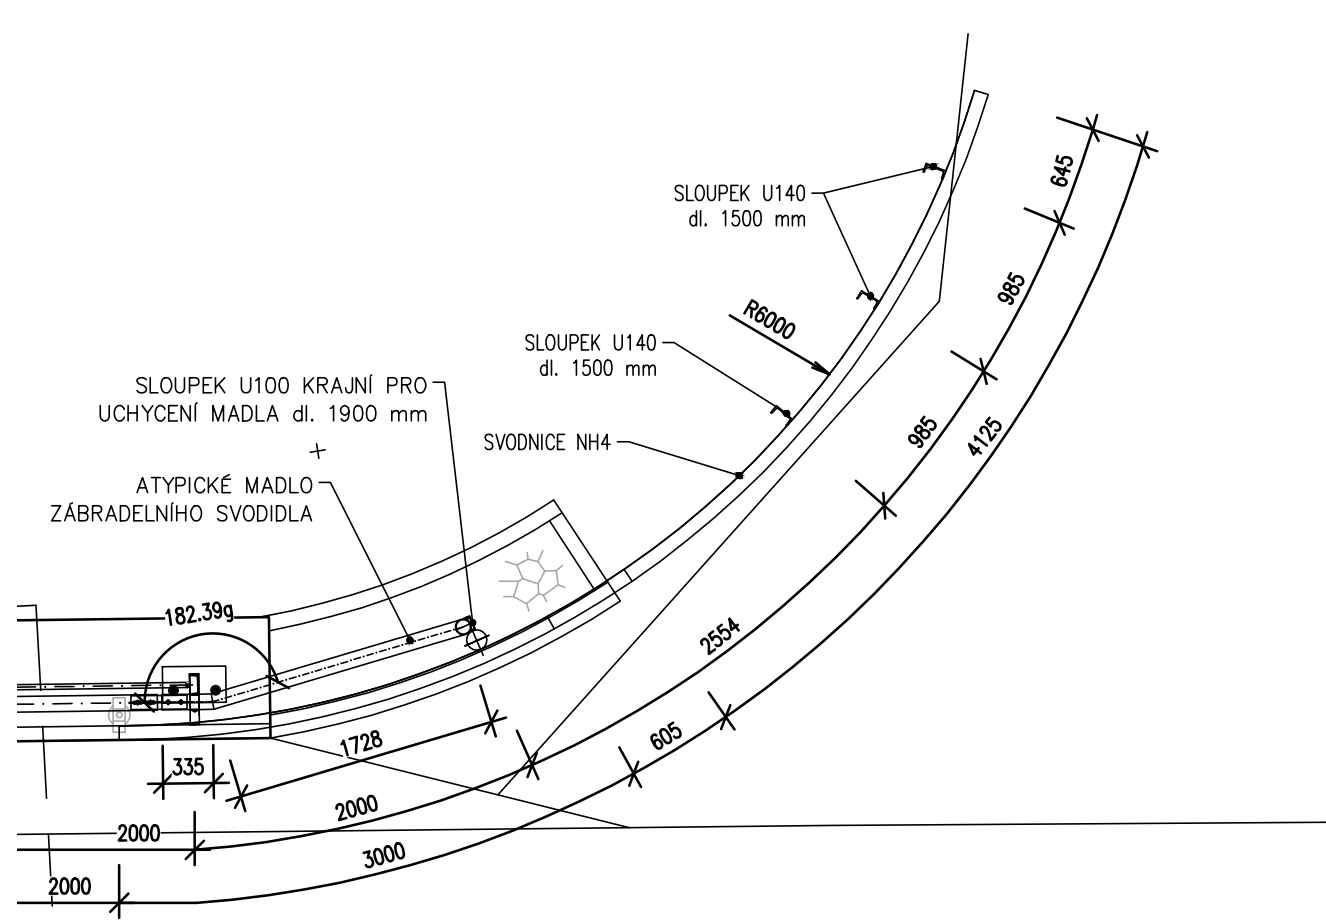 SLOUPEK U140
dl. 1500 mm
645
985
R6000
SLOUPEK U140
dl. 1500 mm
SLOUPEK U100 KRAJNÍ PRO
UCHYCENÍ MADLA dl. 1900 mm
SVODNICE NH4
985
4125
ATYPICKÉ MADLO
ZÁBRADELNÍHO SVODIDLA
182.39g
2554
605
1728
335
2000
2000
3000
2000